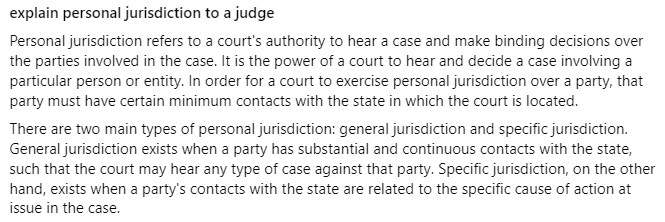 explain personal jurisdiction to a judge
Personal jurisdiction refers to a court's authority to hear a case and make binding decisions over
the parties involved in the case. It is the power of a court to hear and decide a case involving a
particular person or entity. In order for a court to exercise personal jurisdiction over a party, that
party must have certain minimum contacts with the state in which the court is located.
There are two main types of personal jurisdiction: general jurisdiction and specific jurisdiction.
General jurisdiction exists when a party has substantial and continuous contacts with the state,
such that the court may hear any type of case against that party. Specific jurisdiction, on the other
hand, exists when a party's contacts with the state are related to the specific cause of action at
issue in the case.